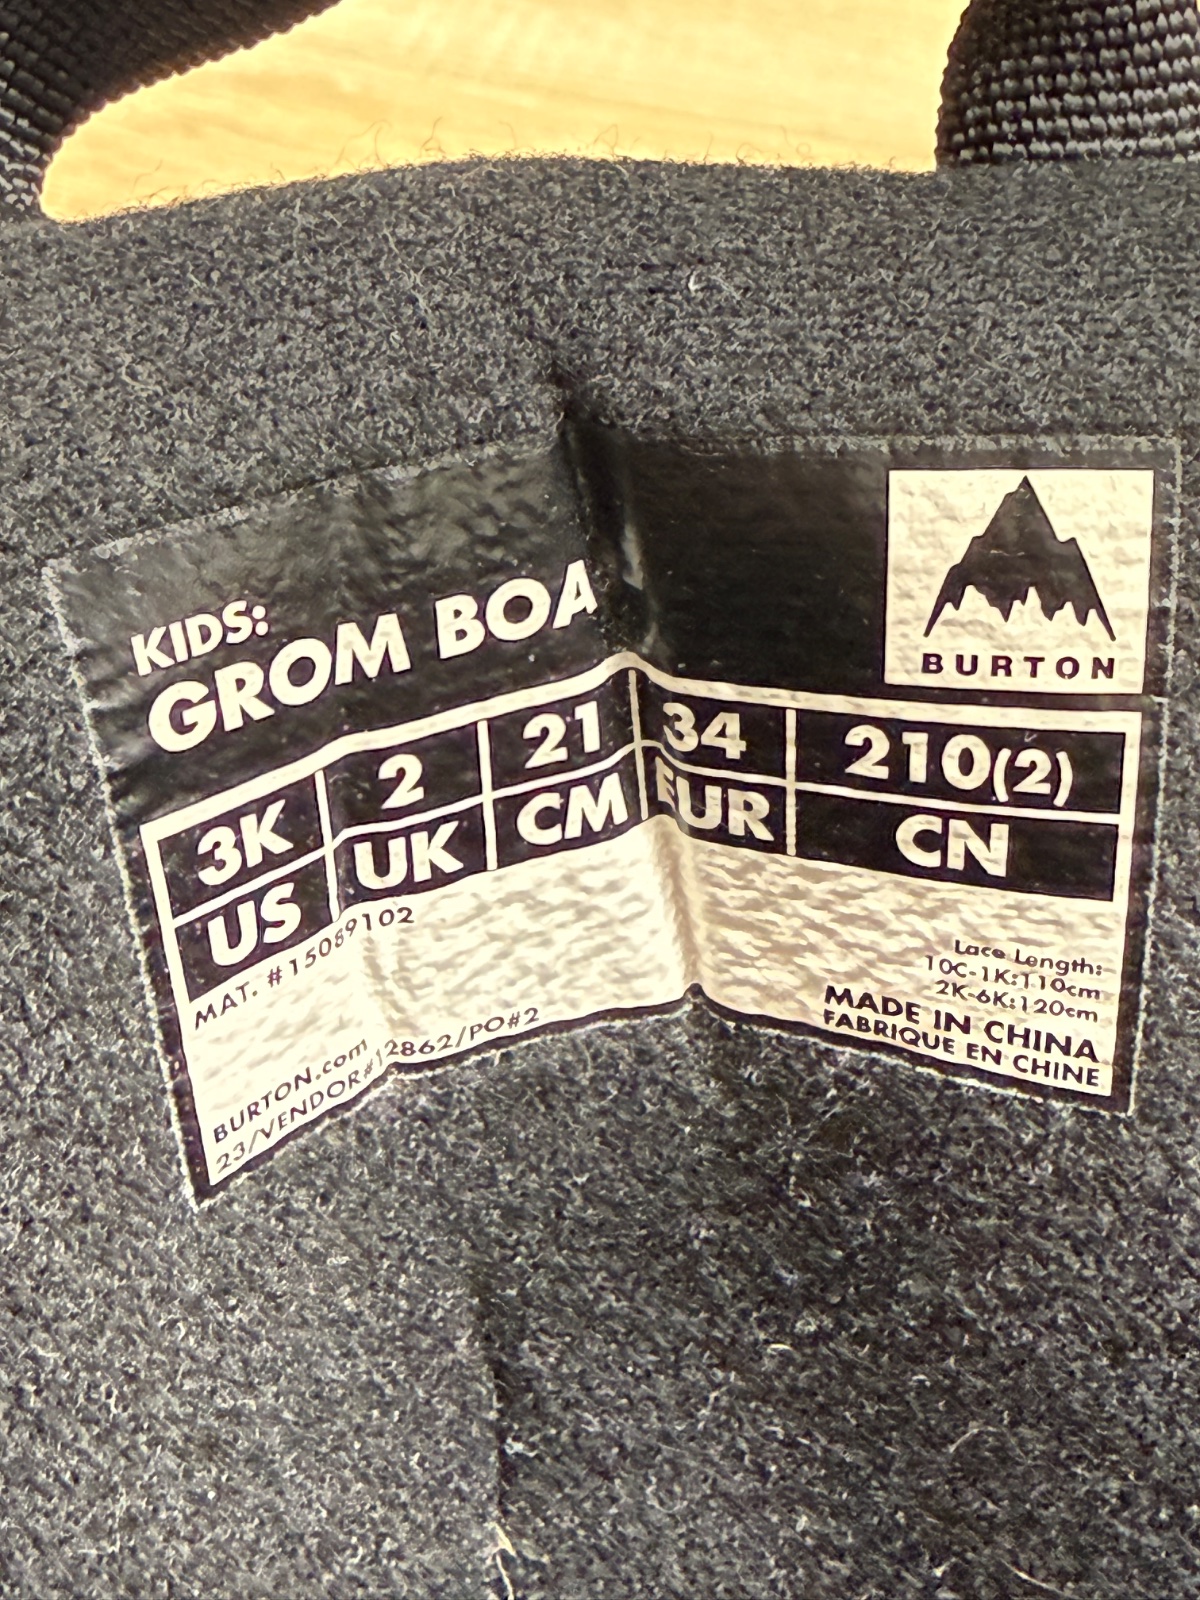 KIDS:
GROM BOA
BURTON
3K 2 21 34 210(2)
US UK CM EUR CN
MAT. #15089102
BURTON.com
23/VENDOR#12862/PO#2
Lace Length:
10C-1K:110cm
2K-6K:120cm
MADE IN CHINA
FABRIQUE EN CHINE